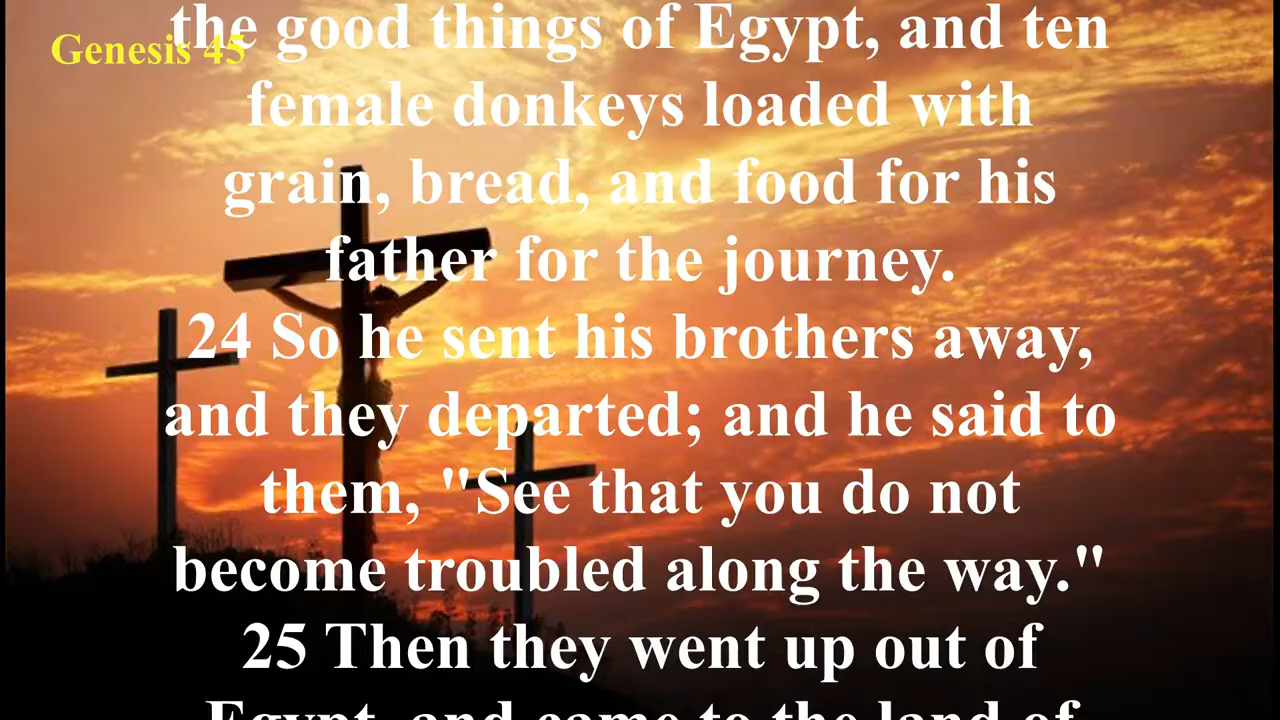 the good things of Egypt, and ten
Genesis 45
female donkeys loaded with
grain, bread, and food for his
father for the journey.
24 So he sent his brothers away,
and they departed; and he said to
them, "See that you do not
become troubled along the way."
25 Then they went up out of
Egypt, and came to the land of